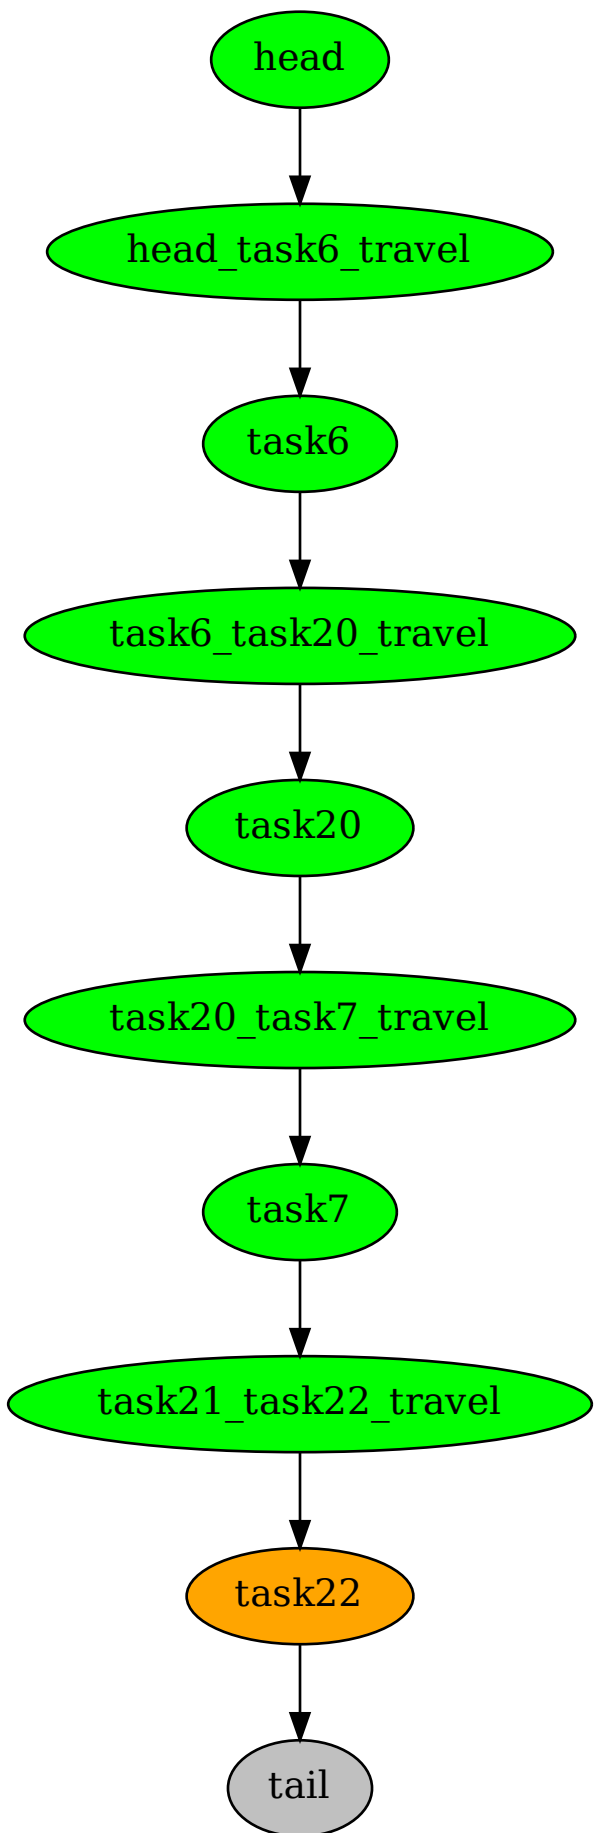 head
head_task6_travel
task6
task6_task20_travel
task20
task20_task7_travel
task7
task21_task22_travel
task22
tail